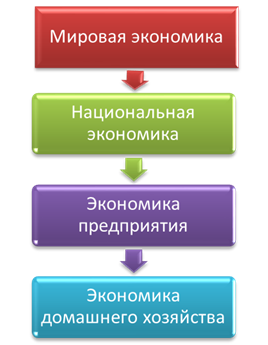 Мировая экономика
Национальная
экономика
Экономика
предприятия
Экономика
домашнего хозяйства